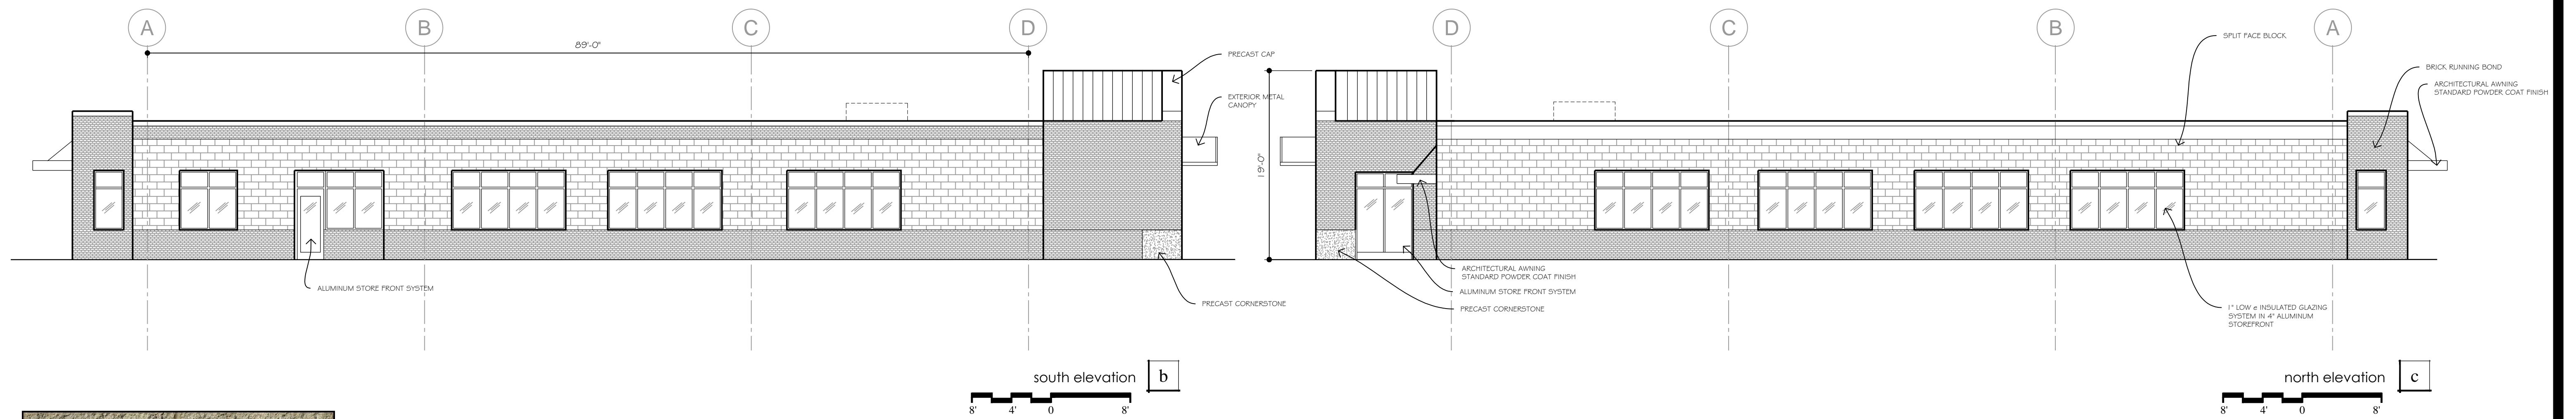 A
B
C
D
89'-0"
PRECAST CAP
EXTERIOR METAL
CANOPY
ALUMINUM STORE FRONT SYSTEM
PRECAST CORNERSTONE
south elevation
b
8' 4' 0 8'
D
C
B
A
19'-0"
SPLIT FACE BLOCK
BRICK RUNNING BOND
ARCHITECTURAL AWNING
STANDARD POWDER COAT FINISH
ARCHITECTURAL AWNING
STANDARD POWDER COAT FINISH
ALUMINUM STORE FRONT SYSTEM
PRECAST CORNERSTONE
1" LOW e INSULATED GLAZING
SYSTEM IN 4" ALUMINUM
STOREFRONT
north elevation
c
8' 4' 0 8'